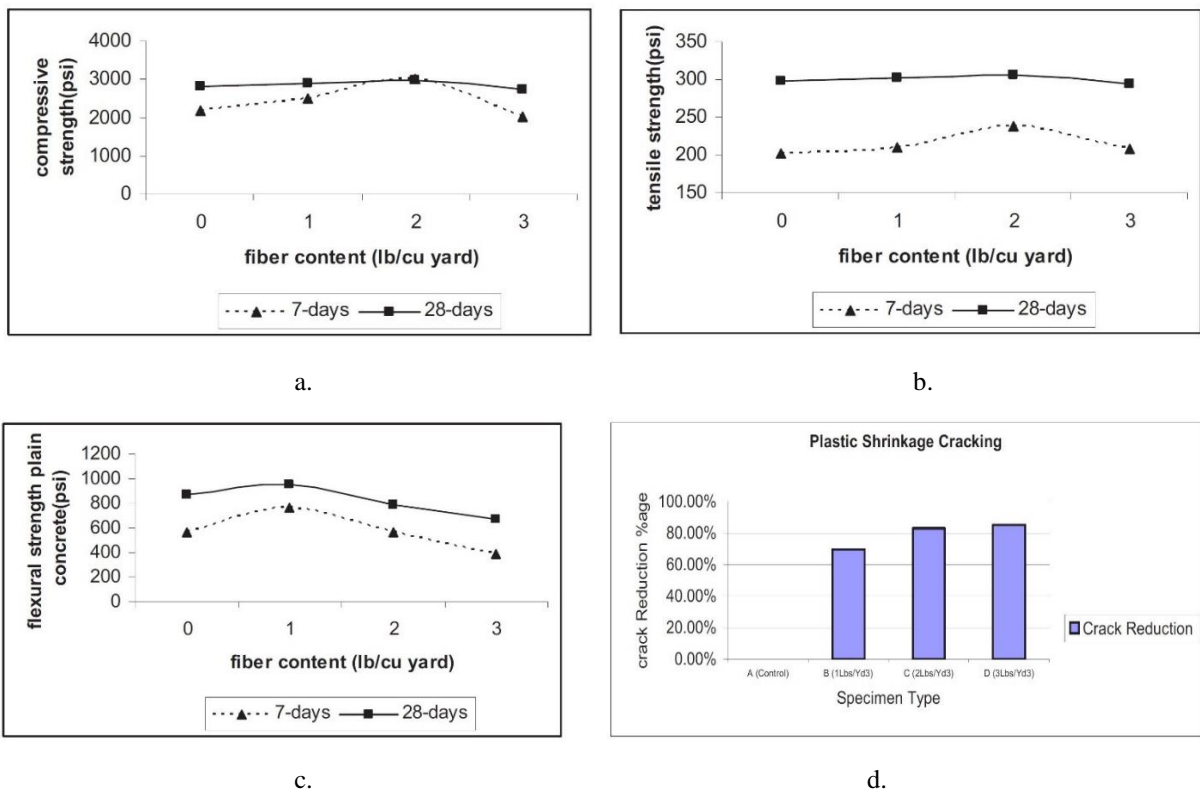 compressive
strength(psi)
4000
3000
2000
1000
0
0 1 2 3
fiber content (lb/cu yard)
7-days 28-days
a.
tensile strength(psi)
350
300
250
200
150
0 1 2 3
fiber content (lb/cu yard)
7-days 28-days
b.
flexural strength plain
concrete(psi)
1200
1000
800
600
400
200
0
0 1 2 3
fiber content (lb/cu yard)
7-days 28-days
c.
Plastic Shrinkage Cracking
crack Reduction %age
100.00%
80.00%
60.00%
40.00%
20.00%
0.00%
A (Control) B (1Lbs/Yd3) C (2Lbs/Yd3) D (3Lbs/Yd3)
Specimen Type
Crack Reduction
d.